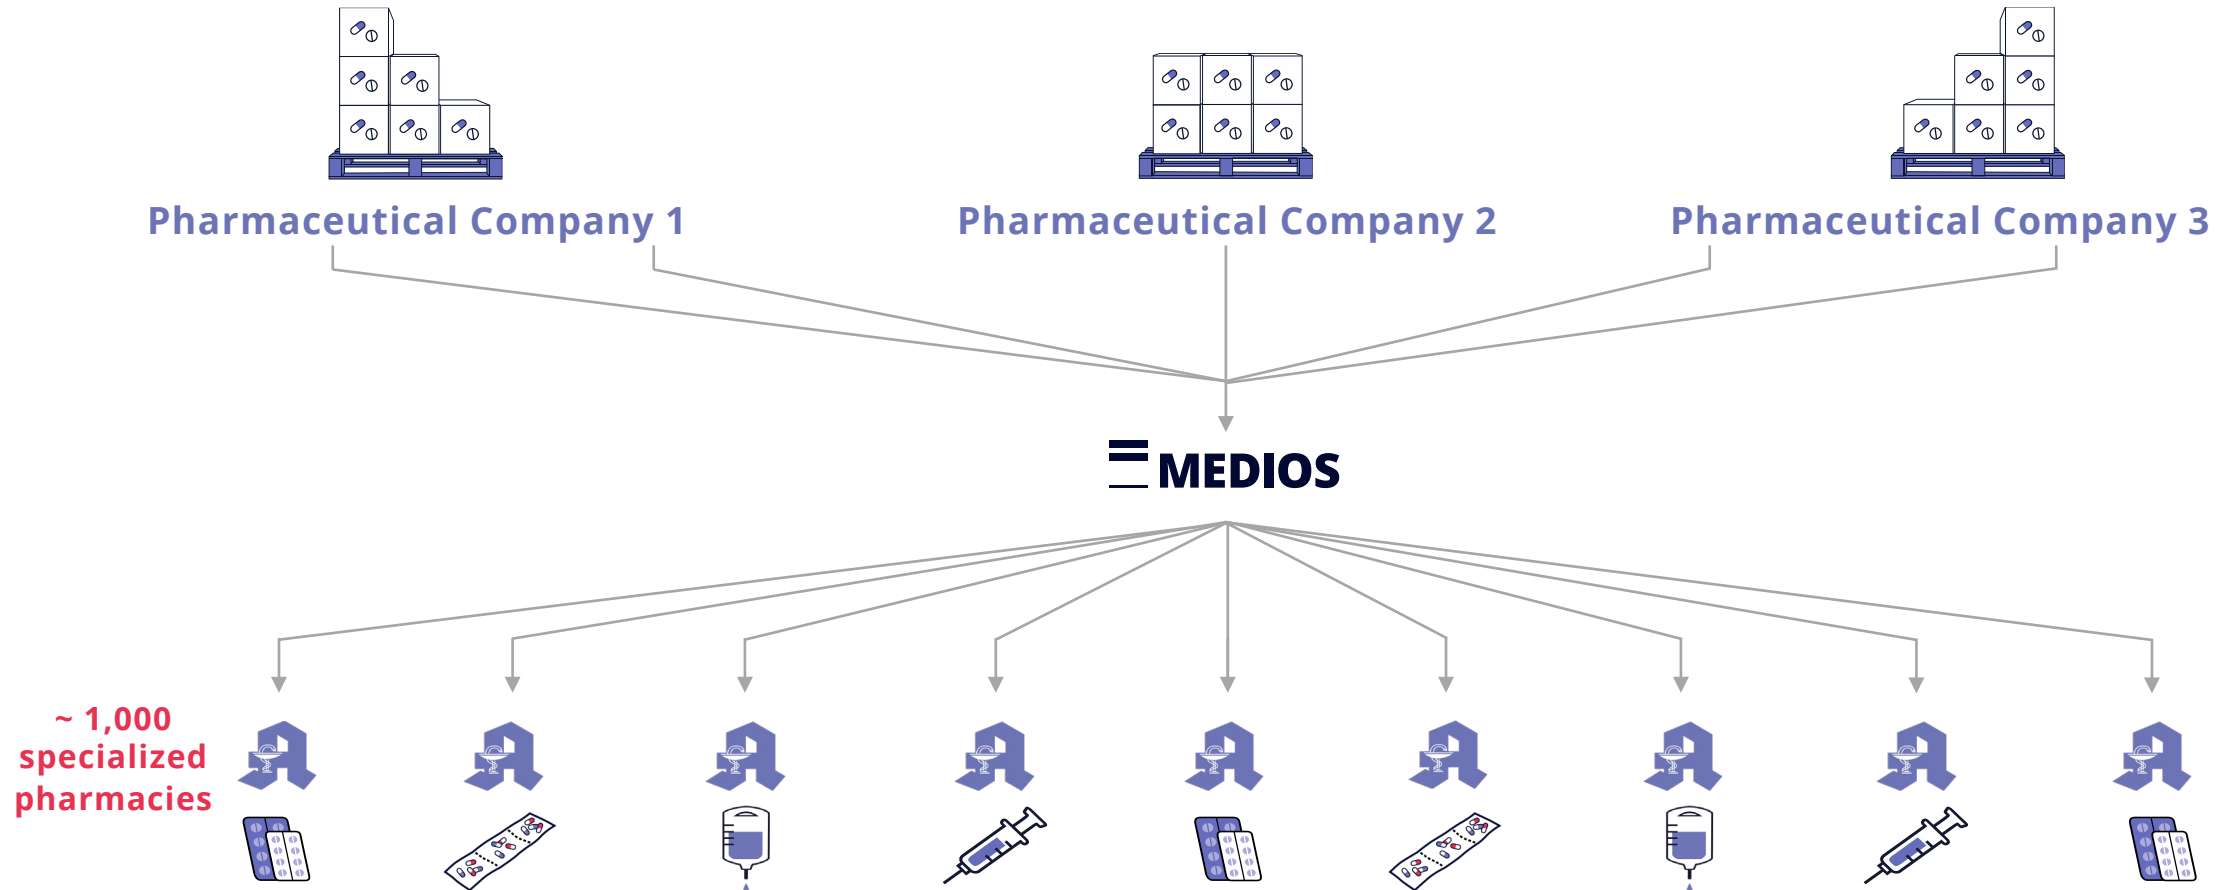 Pharmaceutical Company 1
Pharmaceutical Company 2
Pharmaceutical Company 3
MEDIOS
~ 1,000
specialized
pharmacies